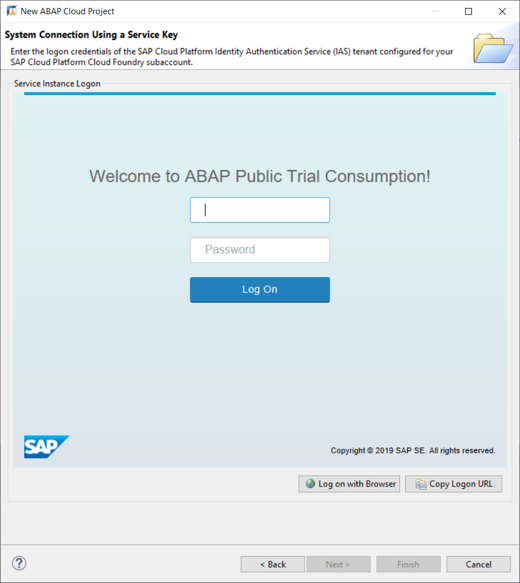 New ABAP Cloud Project
System Connection Using a Service Key
Enter the logon credentials of the SAP Cloud Platform Identity Authentication Service (IAS) tenant configured for your
SAP Cloud Platform Cloud Foundry subaccount.
Service Instance Logon
Welcome to ABAP Public Trial Consumption!
Password
Log On
SAP
Copyright © 2019 SAP SE. All rights reserved.
Log on with Browser
Copy Logon URL
?
< Back
Next >
Finish
Cancel